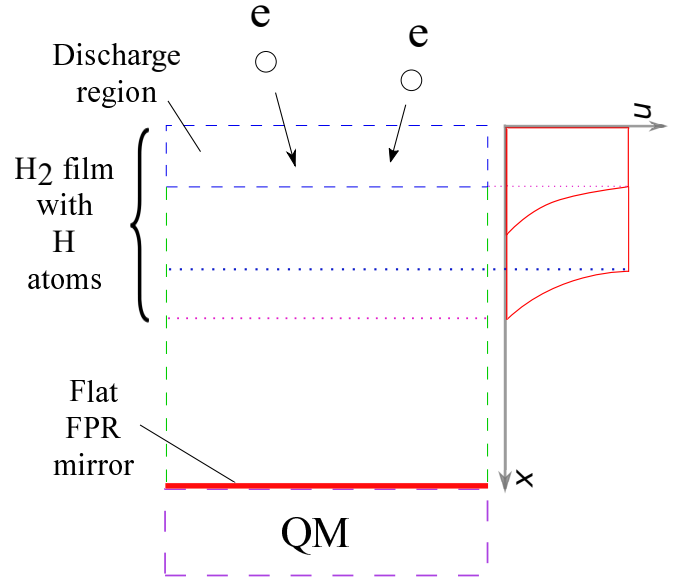 e
e
Discharge
region
n
H2 film
with
H
atoms
Flat
FPR
mirror
x
QM